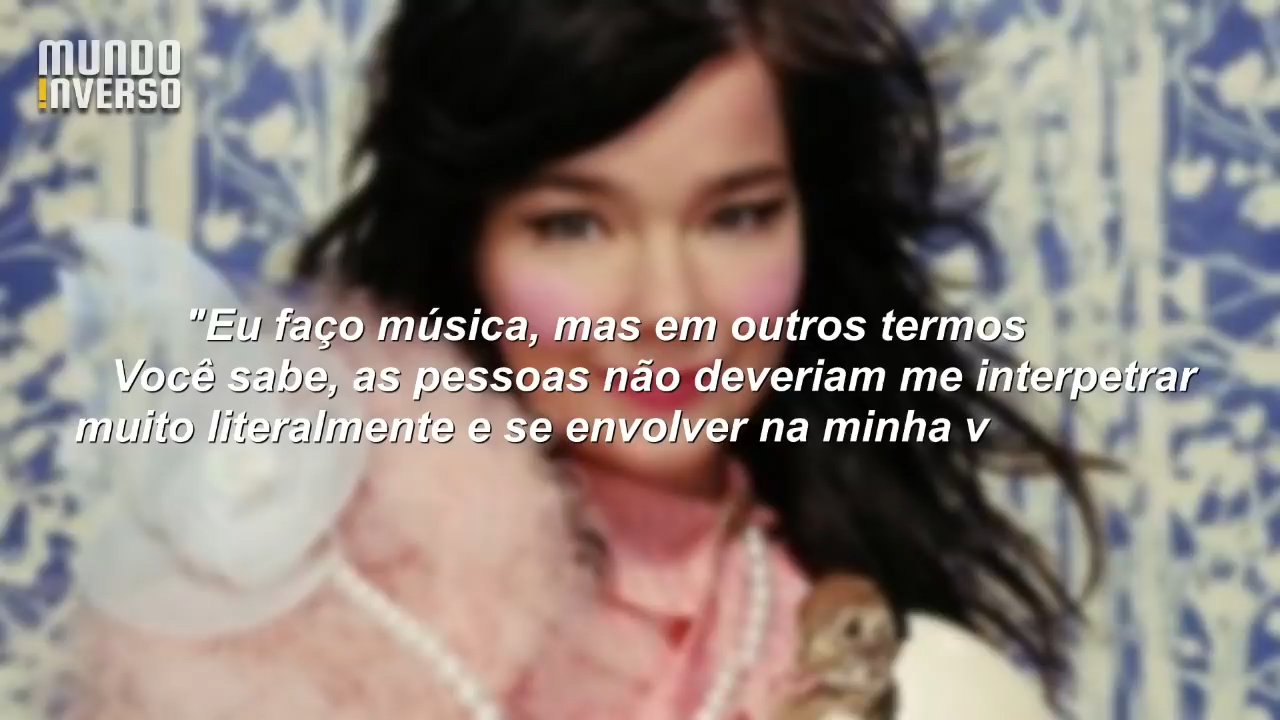 MUNDO
!NVERSO
"Eu faço música, mas em outros termos
Você sabe, as pessoas não deveriam me interpetrar
muito literalmente e se envolver na minha v